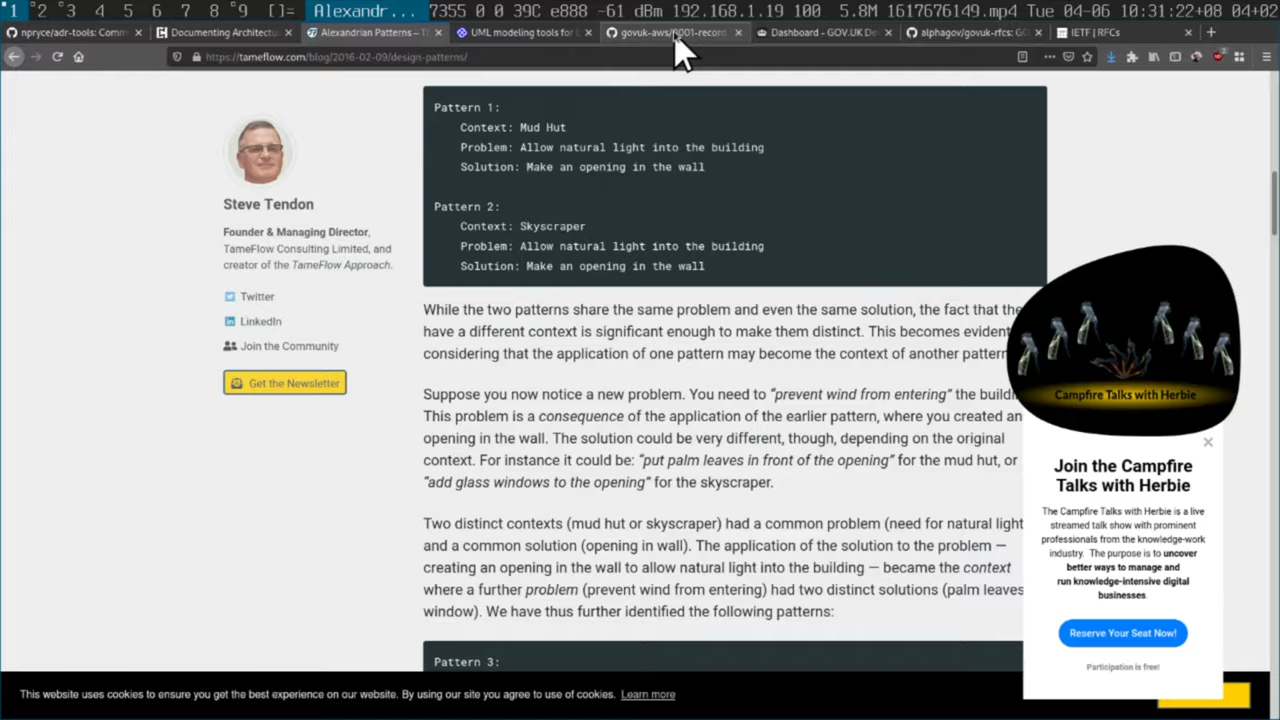 1 2 3 4 5 6 7 8 9 []= Alexandr... 7355 0 0 39C e888 -61 dBm 192.168.1.19 100 5.8M 1617676149.mp4 Tue 04-06 10:31:22+08 04+02
npryce/adr-tools: Comm Documenting Architectu Alexandrian Patterns – Th UML modeling tools for govuk-aws/0001-record Dashboard - GOV.UK De alphagov/govuk-rfcs: GO IETF | RFCs
https://tameflow.com/blog/2016-02-09/design-patterns/
Pattern 1:
Context: Mud Hut
Problem: Allow natural light into the building
Solution: Make an opening in the wall
Pattern 2:
Context: Skyscraper
Problem: Allow natural light into the building
Solution: Make an opening in the wall
Steve Tendon
Founder & Managing Director,
TameFlow Consulting Limited, and
creator of the TameFlow Approach.
Twitter
LinkedIn
Join the Community
Get the Newsletter
While the two patterns share the same problem and even the same solution, the fact that the
have a different context is significant enough to make them distinct. This becomes evident
considering that the application of one pattern may become the context of another pattern
Suppose you now notice a new problem. You need to “prevent wind from entering” the buildi
This problem is a consequence of the application of the earlier pattern, where you created an
opening in the wall. The solution could be very different, though, depending on the original
context. For instance it could be: “put palm leaves in front of the opening” for the mud hut, or
“add glass windows to the opening” for the skyscraper.
Two distinct contexts (mud hut or skyscraper) had a common problem (need for natural light
and a common solution (opening in wall). The application of the solution to the problem —
creating an opening in the wall to allow natural light into the building — became the context
where a further problem (prevent wind from entering) had two distinct solutions (palm leaves
window). We have thus further identified the following patterns:
Pattern 3:
Campfire Talks with Herbie
Join the Campfire
Talks with Herbie
The Campfire Talks with Herbie is a live
streamed talk show with prominent
professionals from the knowledge-work
industry. The purpose is to uncover
better ways to manage and
run knowledge-intensive digital
businesses.
Reserve Your Seat Now!
Participation is free!
This website uses cookies to ensure you get the best experience on our website. By using our site you agree to use of cookies. Learn more